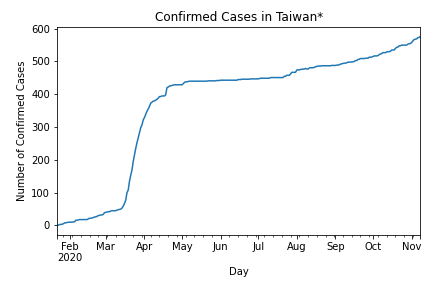 Confirmed Cases in Taiwan*
Number of Confirmed Cases
600
500
400
300
200
100
0
Feb Mar Apr May Jun Jul Aug Sep Oct Nov
2020
Day